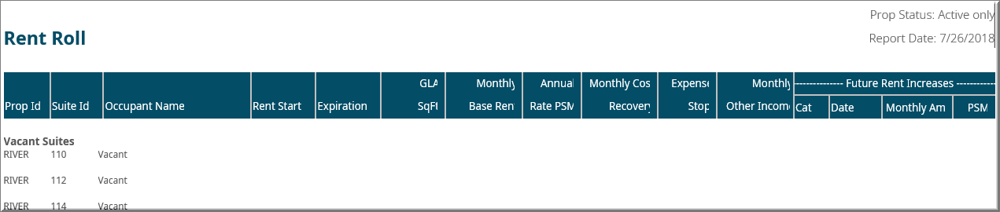 Prop Status: Active only
Rent Roll
Report Date: 7/26/2018
GLA Monthly Annual Monthly Cos Expense Monthly --------------- Future Rent Increases ------------
Prop Id Suite Id Occupant Name Rent Start Expiration SqFt Base Ren Rate PSM Recovery Stop Other Income Cat Date Monthly Am PSM
Vacant Suites
RIVER 110 Vacant
RIVER 112 Vacant
RIVER 114 Vacant